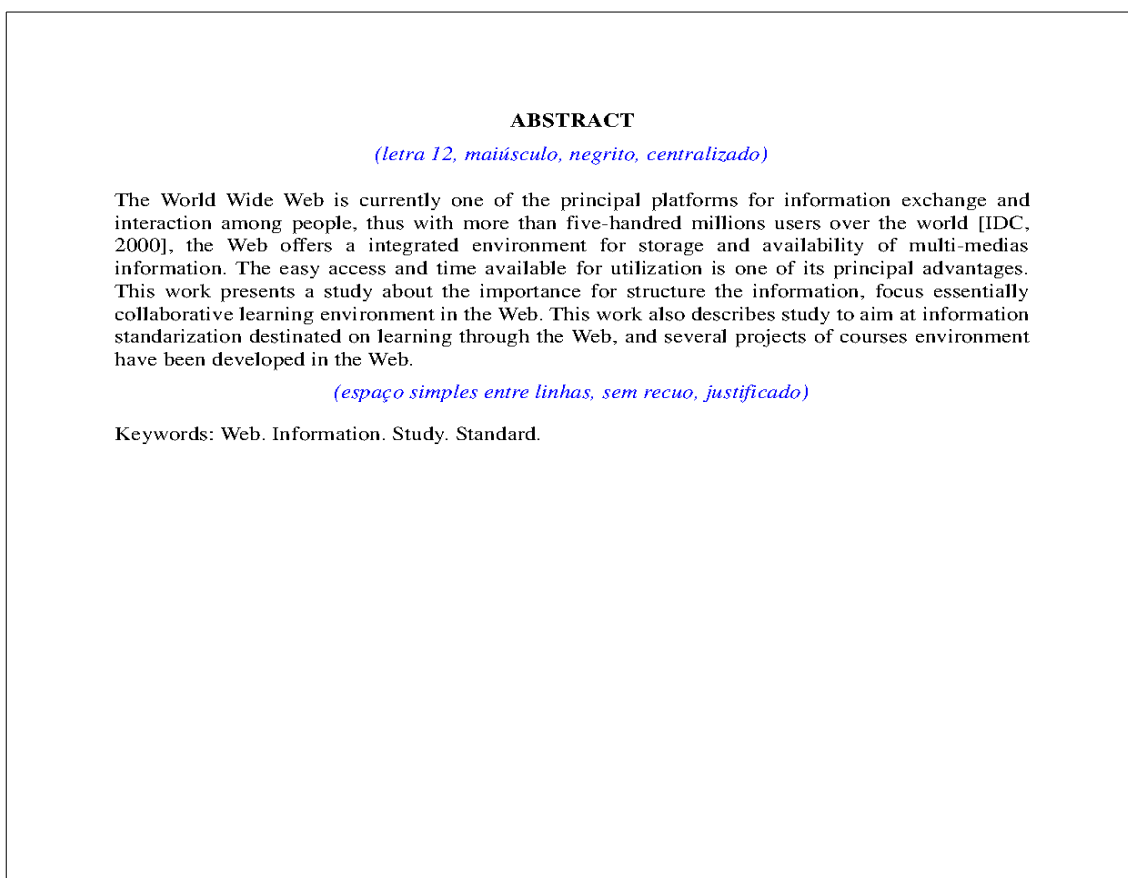 ABSTRACT
(letra 12, maiúsculo, negrito, centralizado)
The World Wide Web is currently one of the principal platforms for information exchange and
interaction among people, thus with more than five-handred millions users over the world [IDC,
2000], the Web offers a integrated environment for storage and availability of multi-medias
information. The easy access and time available for utilization is one of its principal advantages.
This work presents a study about the importance for structure the information, focus essentially
collaborative learning environment in the Web. This work also describes study to aim at information
standarization destinated on learning through the Web, and several projects of courses environment
have been developed in the Web.
(espaço simples entre linhas, sem recuo, justificado)
Keywords: Web. Information. Study. Standard.